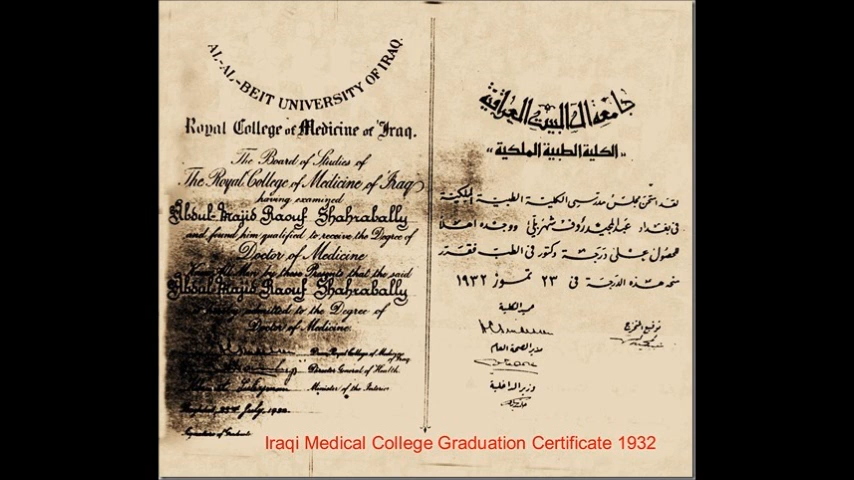 AL-AL-BEIT UNIVERSITY OF IRAQ.
Royal College of Medicine of Iraq.
The Board of Studies of
The Royal College of Medicine of Iraq
having examined
Abdul-Majid Raouf Shahrabally
and found him qualified to receive the Degree of
Doctor of Medicine
Know All Men by these Presents that the said
Abdul-Majid Raouf Shahrabally
is hereby admitted to the Degree of
Doctor of Medicine
Dean, Royal College of Medicine of Iraq.
Director General of Health
Minister of the Interior
Baghdad, 23rd July, 1932.
Signature of Graduate
جامعة آل البيت العراقية
«الكلية الطبية الملكية»
لقد امتحن مجلس مدرسي الكلية الطبية الملكية
في بغداد عبد المجيد رؤوف شهربلي ووجده اهلاً
للحصول على درجة دكتور في الطب فقرر
منحه هذه الدرجة في ٢٣ تموز ١٩٣٢
عميد الكلية
توقيع المتخرج
مدير الصحة العام
وزير الداخلية
Iraqi Medical College Graduation Certificate 1932